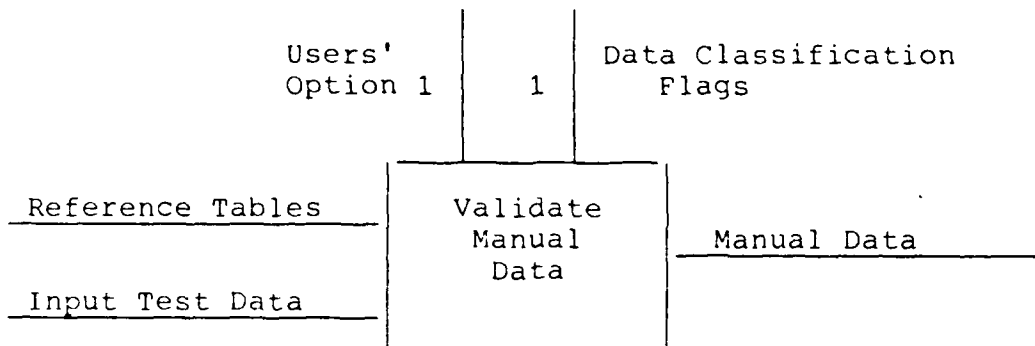 Users'
Option 1
1
Data Classification
Flags
Reference Tables
Input Test Data
Validate
Manual
Data
Manual Data